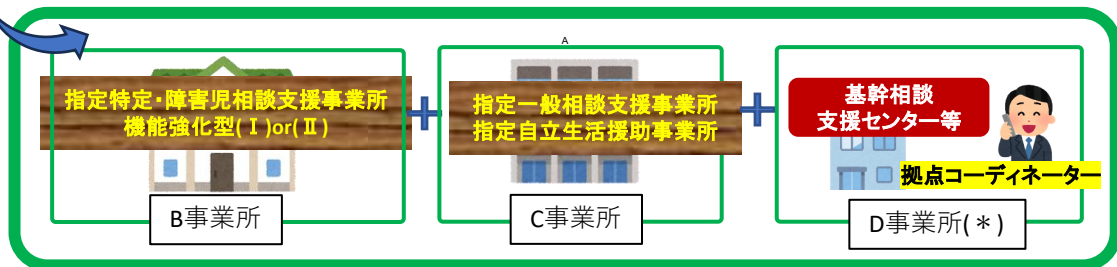 A
指定特定・障害児相談支援事業所
機能強化型(Ⅰ)or(Ⅱ)
B事業所
+
指定一般相談支援事業所
指定自立生活援助事業所
C事業所
+
基幹相談
支援センター等
拠点コーディネーター
D事業所(＊)